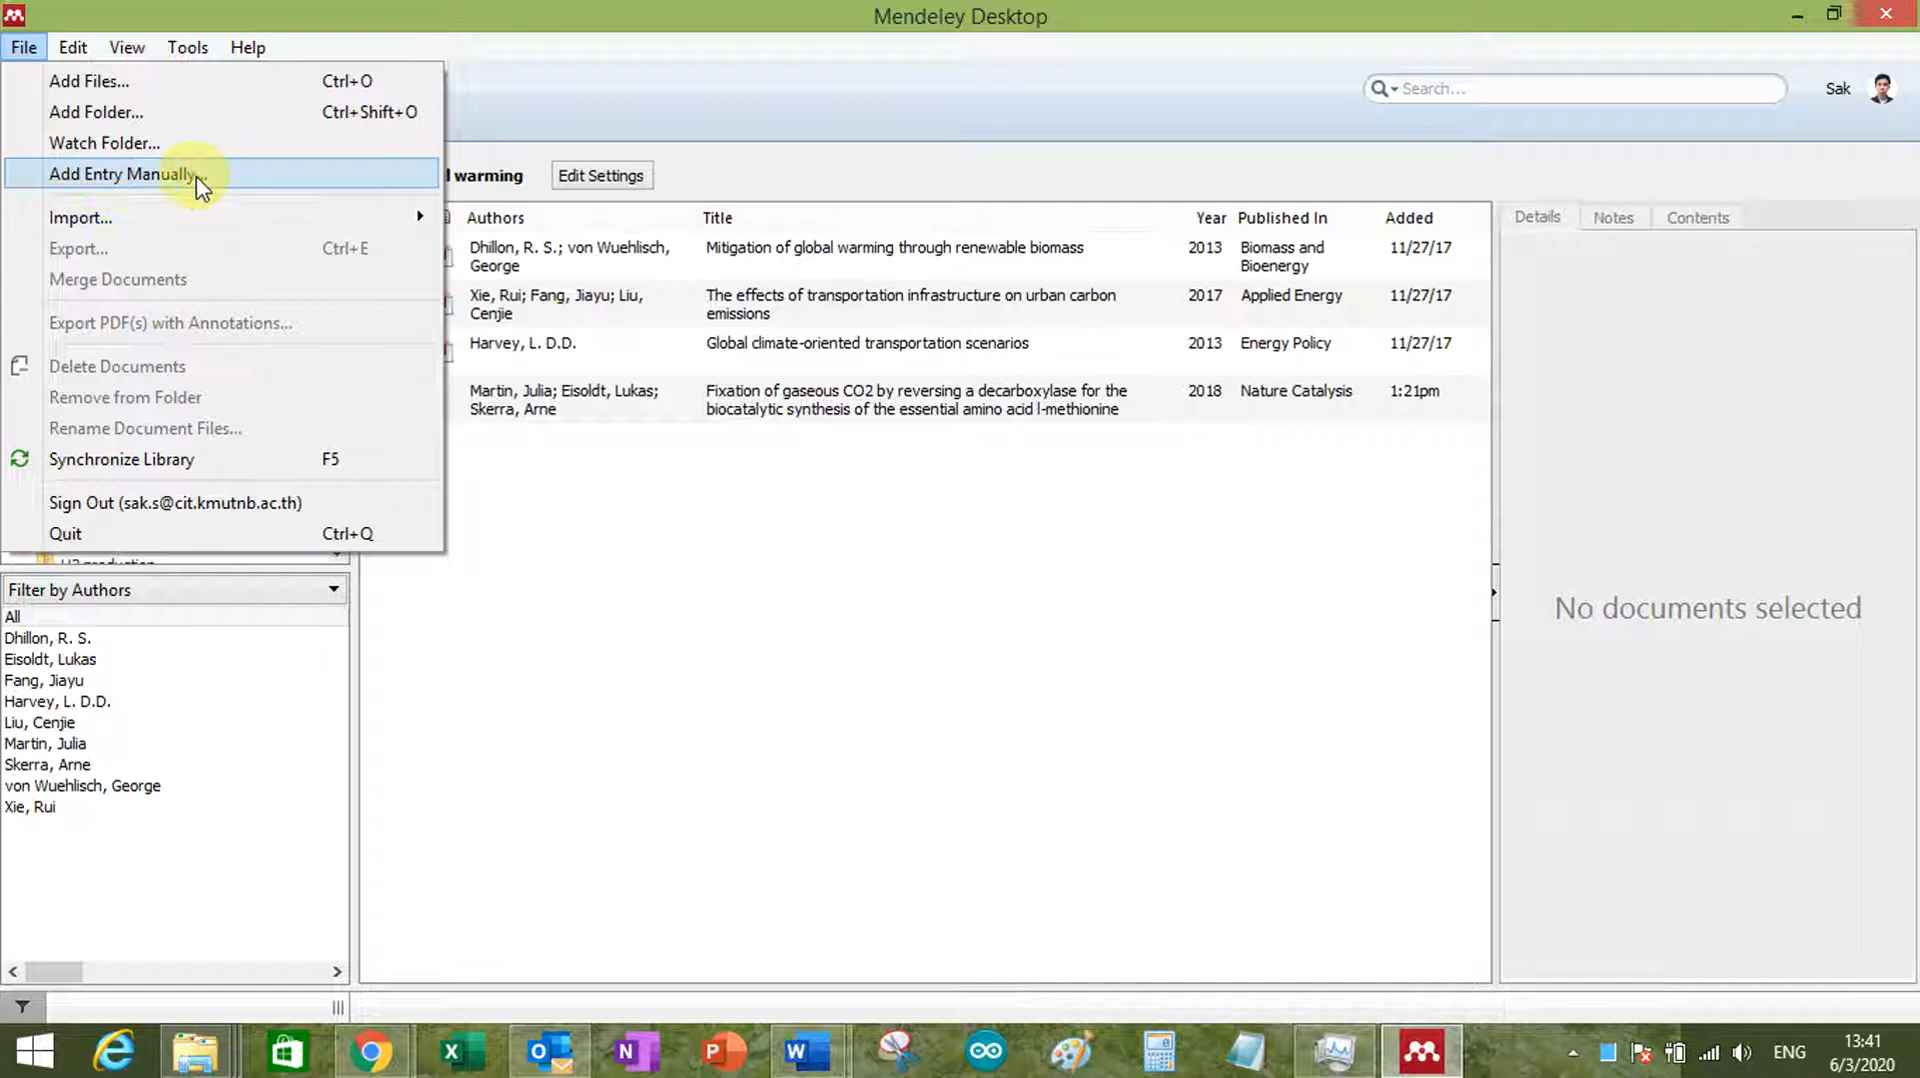 Mendeley Desktop
File Edit View Tools Help
Add Files... Ctrl+O
Add Folder... Ctrl+Shift+O
Watch Folder...
Add Entry Manually...
Import...
Export... Ctrl+E
Merge Documents
Export PDF(s) with Annotations...
Delete Documents
Remove from Folder
Rename Document Files...
Synchronize Library F5
Sign Out (sak.s@cit.kmutnb.ac.th)
Quit Ctrl+Q
Search...
Sak
warming Edit Settings
Authors Title Year Published In Added
Dhillon, R. S.; von Wuehlisch, Mitigation of global warming through renewable biomass 2013 Biomass and 11/27/17
George Bioenergy
Xie, Rui; Fang, Jiayu; Liu, The effects of transportation infrastructure on urban carbon 2017 Applied Energy 11/27/17
Cenjie emissions
Harvey, L. D.D. Global climate-oriented transportation scenarios 2013 Energy Policy 11/27/17
Martin, Julia; Eisoldt, Lukas; Fixation of gaseous CO2 by reversing a decarboxylase for the 2018 Nature Catalysis 1:21pm
Skerra, Arne biocatalytic synthesis of the essential amino acid l-methionine
Details Notes Contents
No documents selected
Filter by Authors
All
Dhillon, R. S.
Eisoldt, Lukas
Fang, Jiayu
Harvey, L. D.D.
Liu, Cenjie
Martin, Julia
Skerra, Arne
von Wuehlisch, George
Xie, Rui
ENG
13:41
6/3/2020